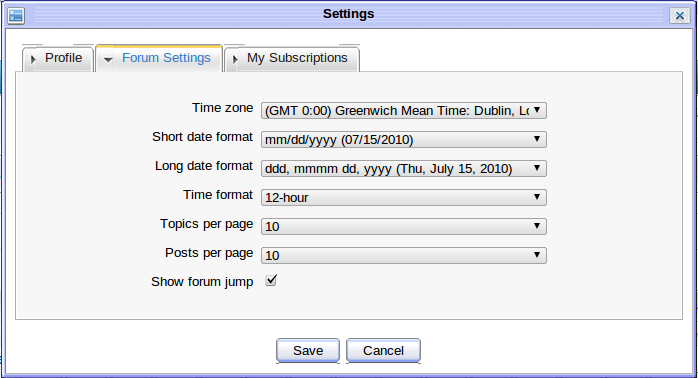 Settings
Profile
Forum Settings
My Subscriptions
Time zone (GMT 0:00) Greenwich Mean Time: Dublin, Lo
Short date format mm/dd/yyyy (07/15/2010)
Long date format ddd, mmmm dd, yyyy (Thu, July 15, 2010)
Time format 12-hour
Topics per page 10
Posts per page 10
Show forum jump
Save Cancel